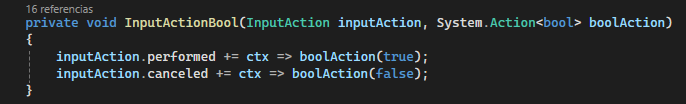 16 referencias
private void InputActionBool(InputAction inputAction, System.Action<bool> boolAction)
{
    inputAction.performed += ctx => boolAction(true);
    inputAction.canceled += ctx => boolAction(false);
}